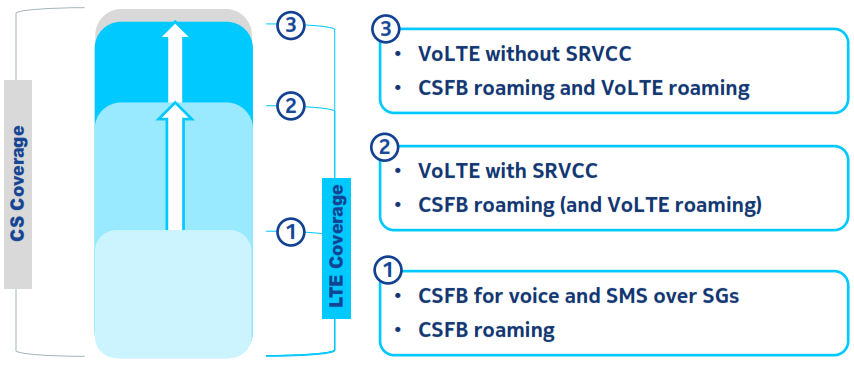 CS Coverage
3
2
1
LTE Coverage
3
• VoLTE without SRVCC
• CSFB roaming and VoLTE roaming
2
• VoLTE with SRVCC
• CSFB roaming (and VoLTE roaming)
1
• CSFB for voice and SMS over SGs
• CSFB roaming